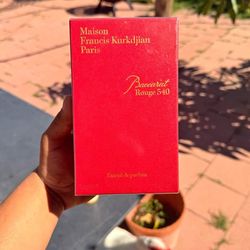 Maison
Francis Kurkdjian
Paris
Baccarat
Rouge 540
Extrait de parfum